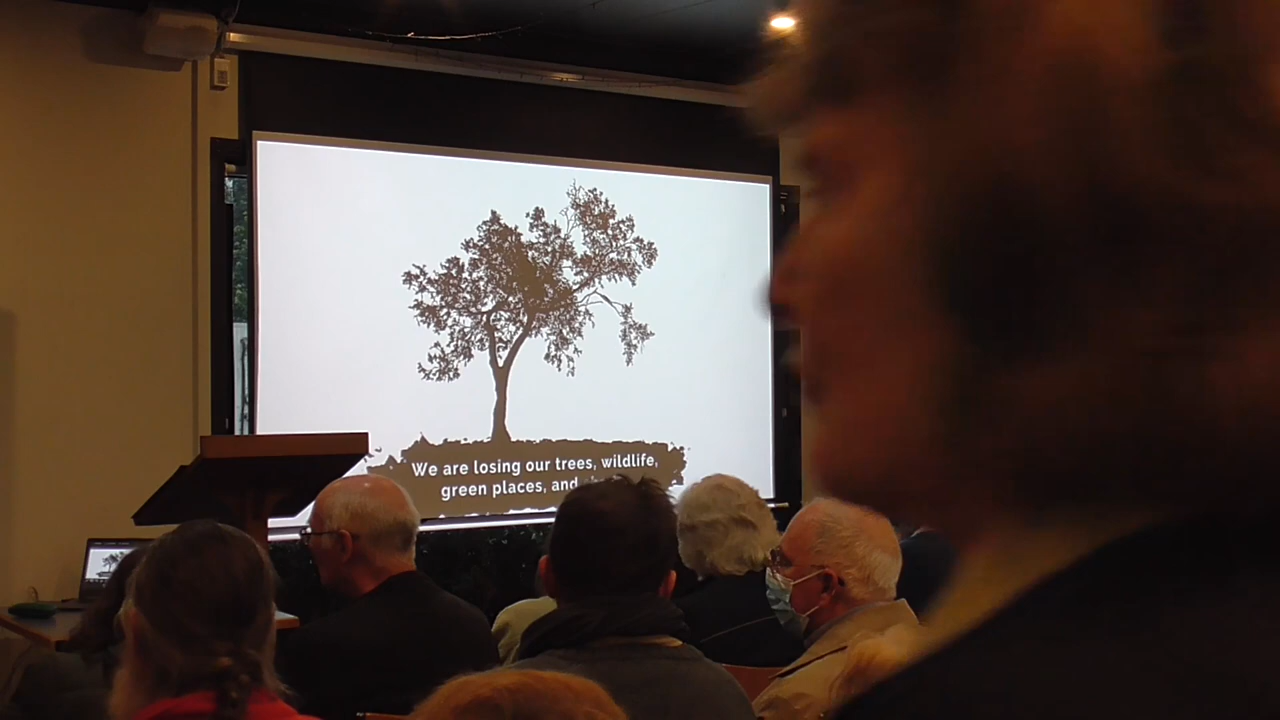 We are losing our trees, wildlife,
green places, and